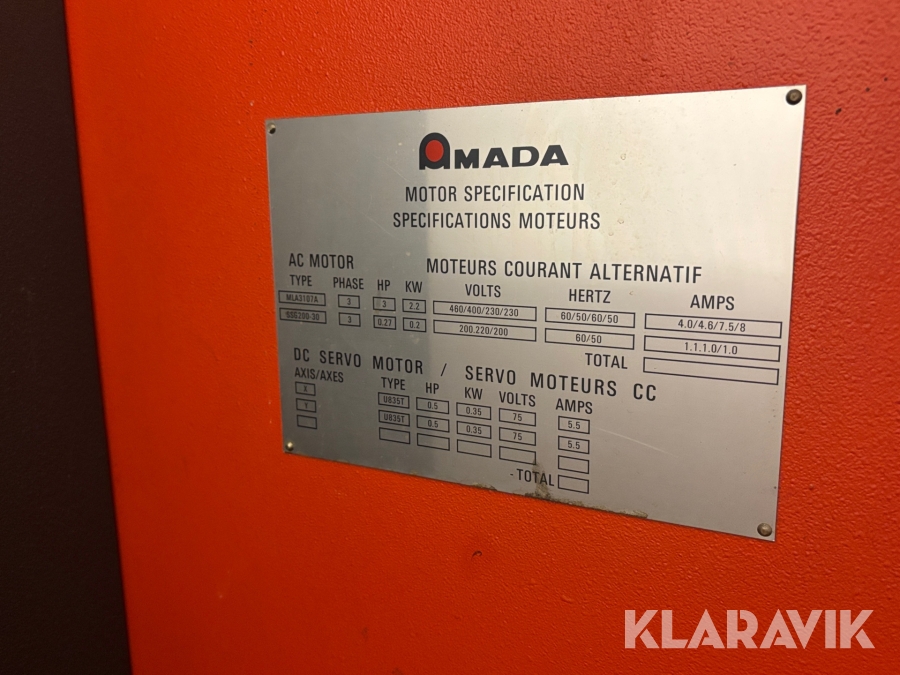 AMADA
MOTOR SPECIFICATION
SPECIFICATIONS MOTEURS
AC MOTOR MOTEURS COURANT ALTERNATIF
TYPE PHASE HP KW VOLTS HERTZ AMPS
MLA3107A 3 3 2.2 460/400/230/230 60/50/60/50 4.0/4.6/7.5/8
3 0.27 0.2 200.220/200 60/50 1.1.1.0/1.0
TOTAL
DC SERVO MOTOR / SERVO MOTEURS CC
AXIS/AXES TYPE HP KW VOLTS AMPS
X U835T 0.5 0.35 75 5.5
Y U835T 0.5 0.35 75 5.5
TOTAL
KLARAVIK